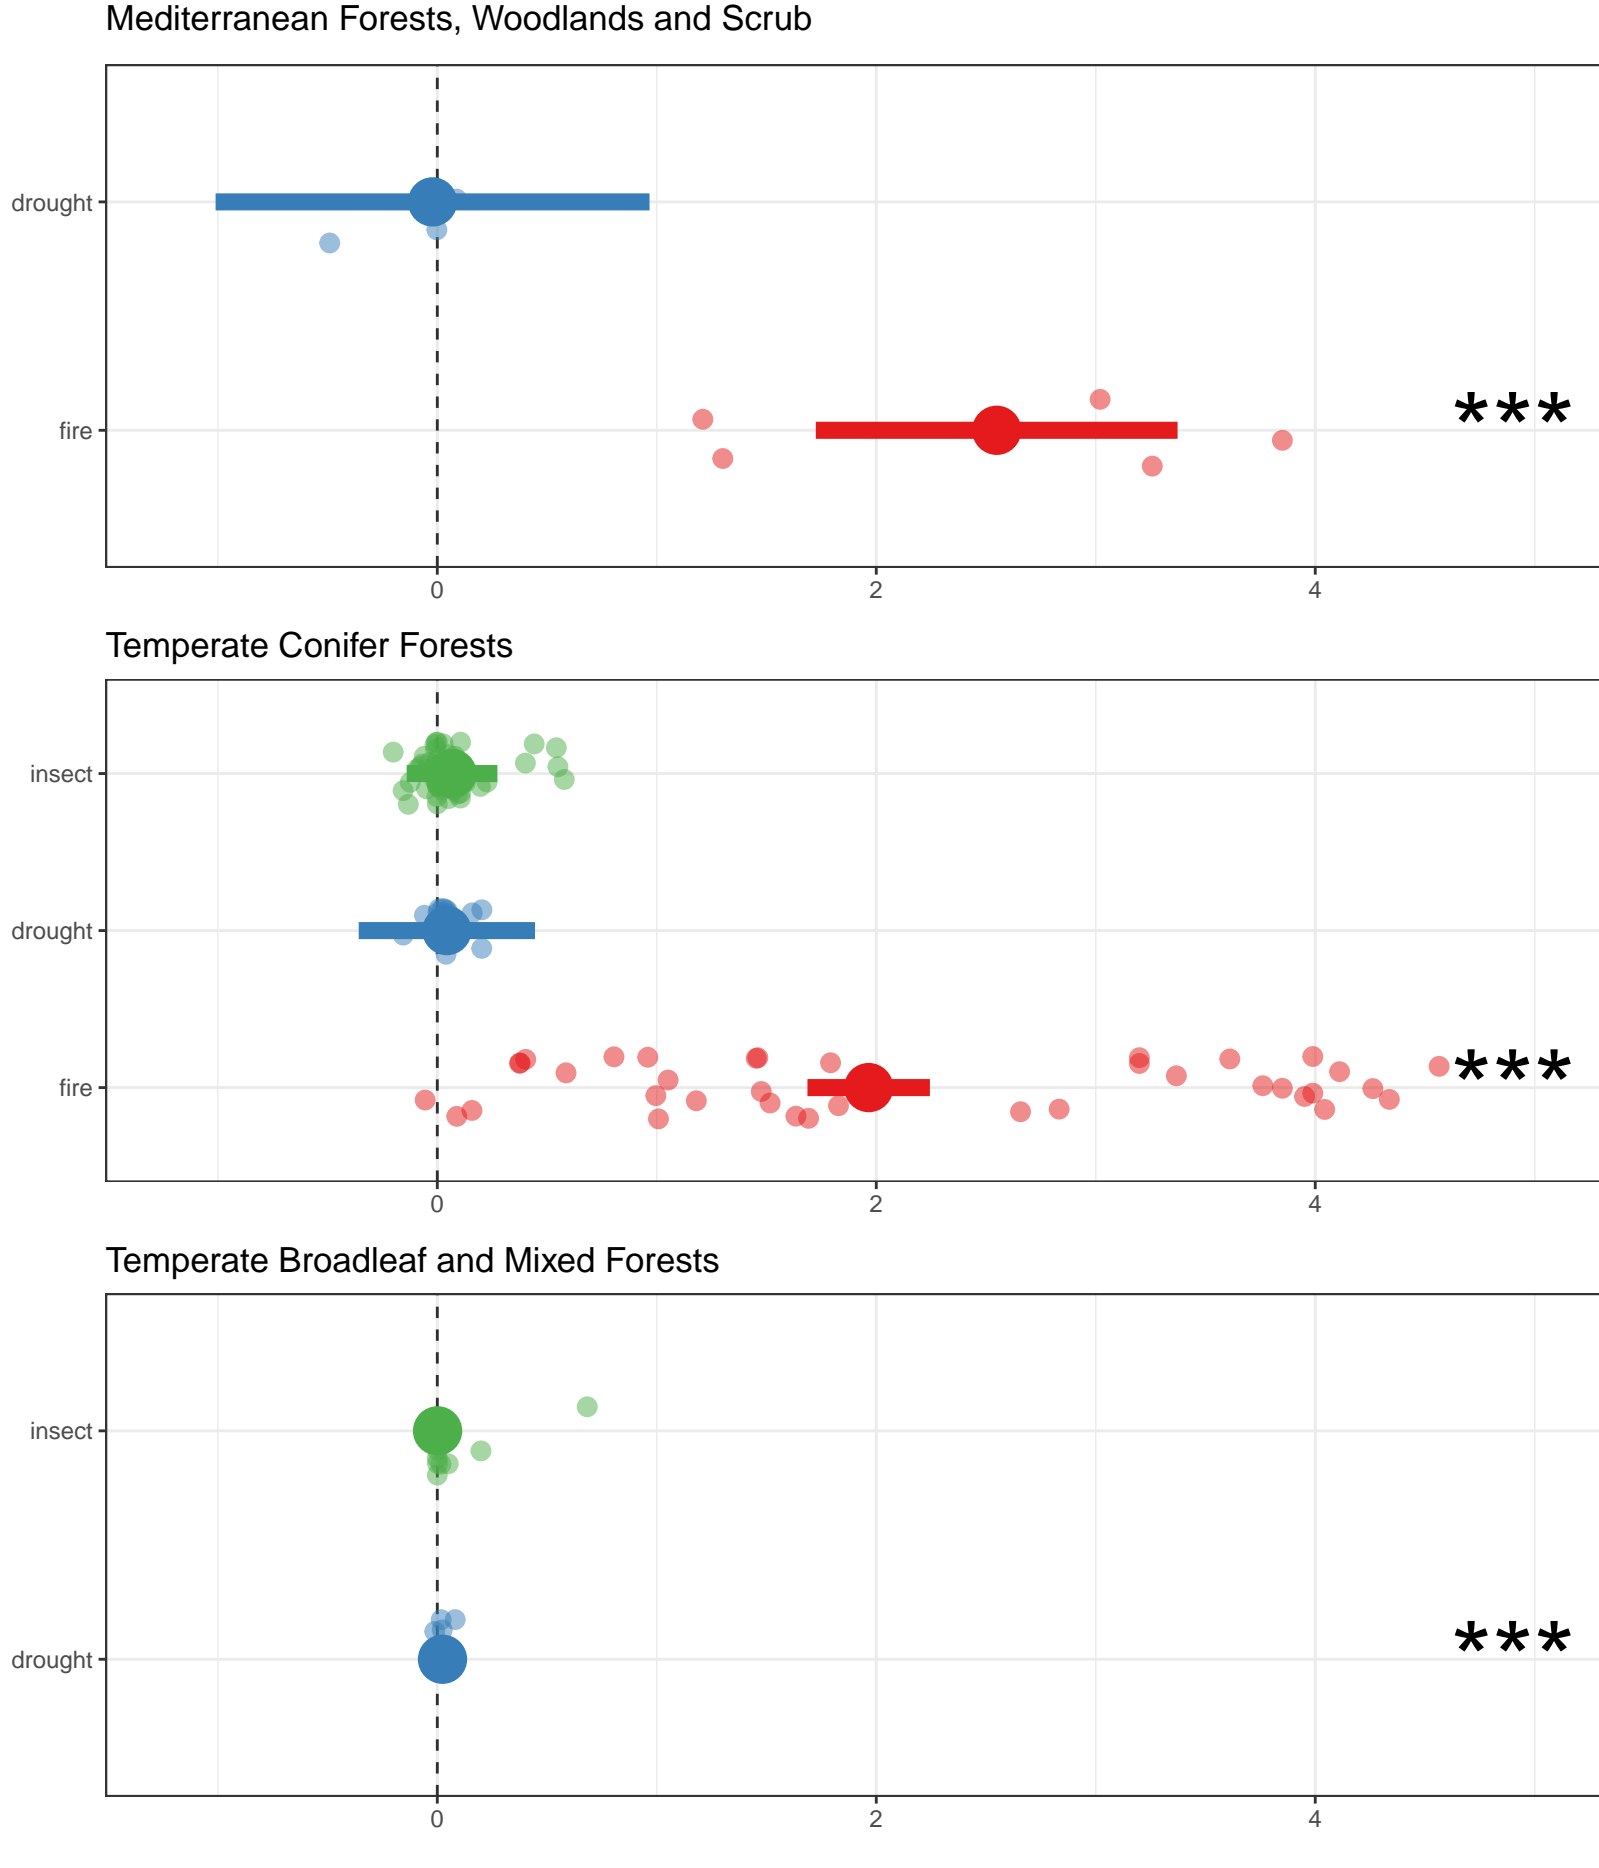 Mediterranean Forests, Woodlands and Scrub
drought
fire
***
0 2 4
Temperate Conifer Forests
insect
drought
fire
***
0 2 4
Temperate Broadleaf and Mixed Forests
insect
drought
***
0 2 4